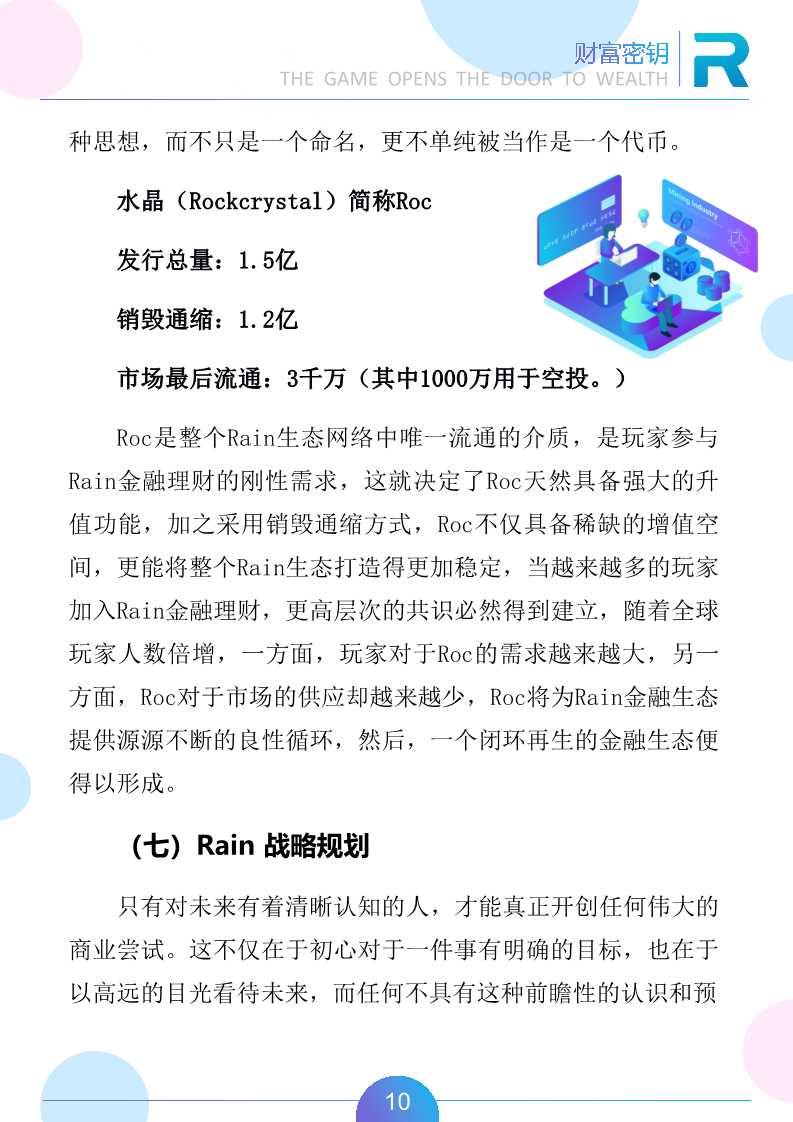 财富密钥
THE GAME OPENS THE DOOR TO WEALTH
种思想，而不只是一个命名，更不单纯被当作是一个代币。
水晶（Rockcrystal）简称Roc
发行总量：1.5亿
销毁通缩：1.2亿
市场最后流通：3千万（其中1000万用于空投。）
Mining Industry
Roc是整个Rain生态网络中唯一流通的介质，是玩家参与
Rain金融理财的刚性需求，这就决定了Roc天然具备强大的升
值功能，加之采用销毁通缩方式，Roc不仅具备稀缺的增值空
间，更能将整个Rain生态打造得更加稳定，当越来越多的玩家
加入Rain金融理财，更高层次的共识必然得到建立，随着全球
玩家人数倍增，一方面，玩家对于Roc的需求越来越大，另一
方面，Roc对于市场的供应却越来越少，Roc将为Rain金融生态
提供源源不断的良性循环，然后，一个闭环再生的金融生态便
得以形成。
（七）Rain 战略规划
只有对未来有着清晰认知的人，才能真正开创任何伟大的
商业尝试。这不仅在于初心对于一件事有明确的目标，也在于
以高远的目光看待未来，而任何不具有这种前瞻性的认识和预
10